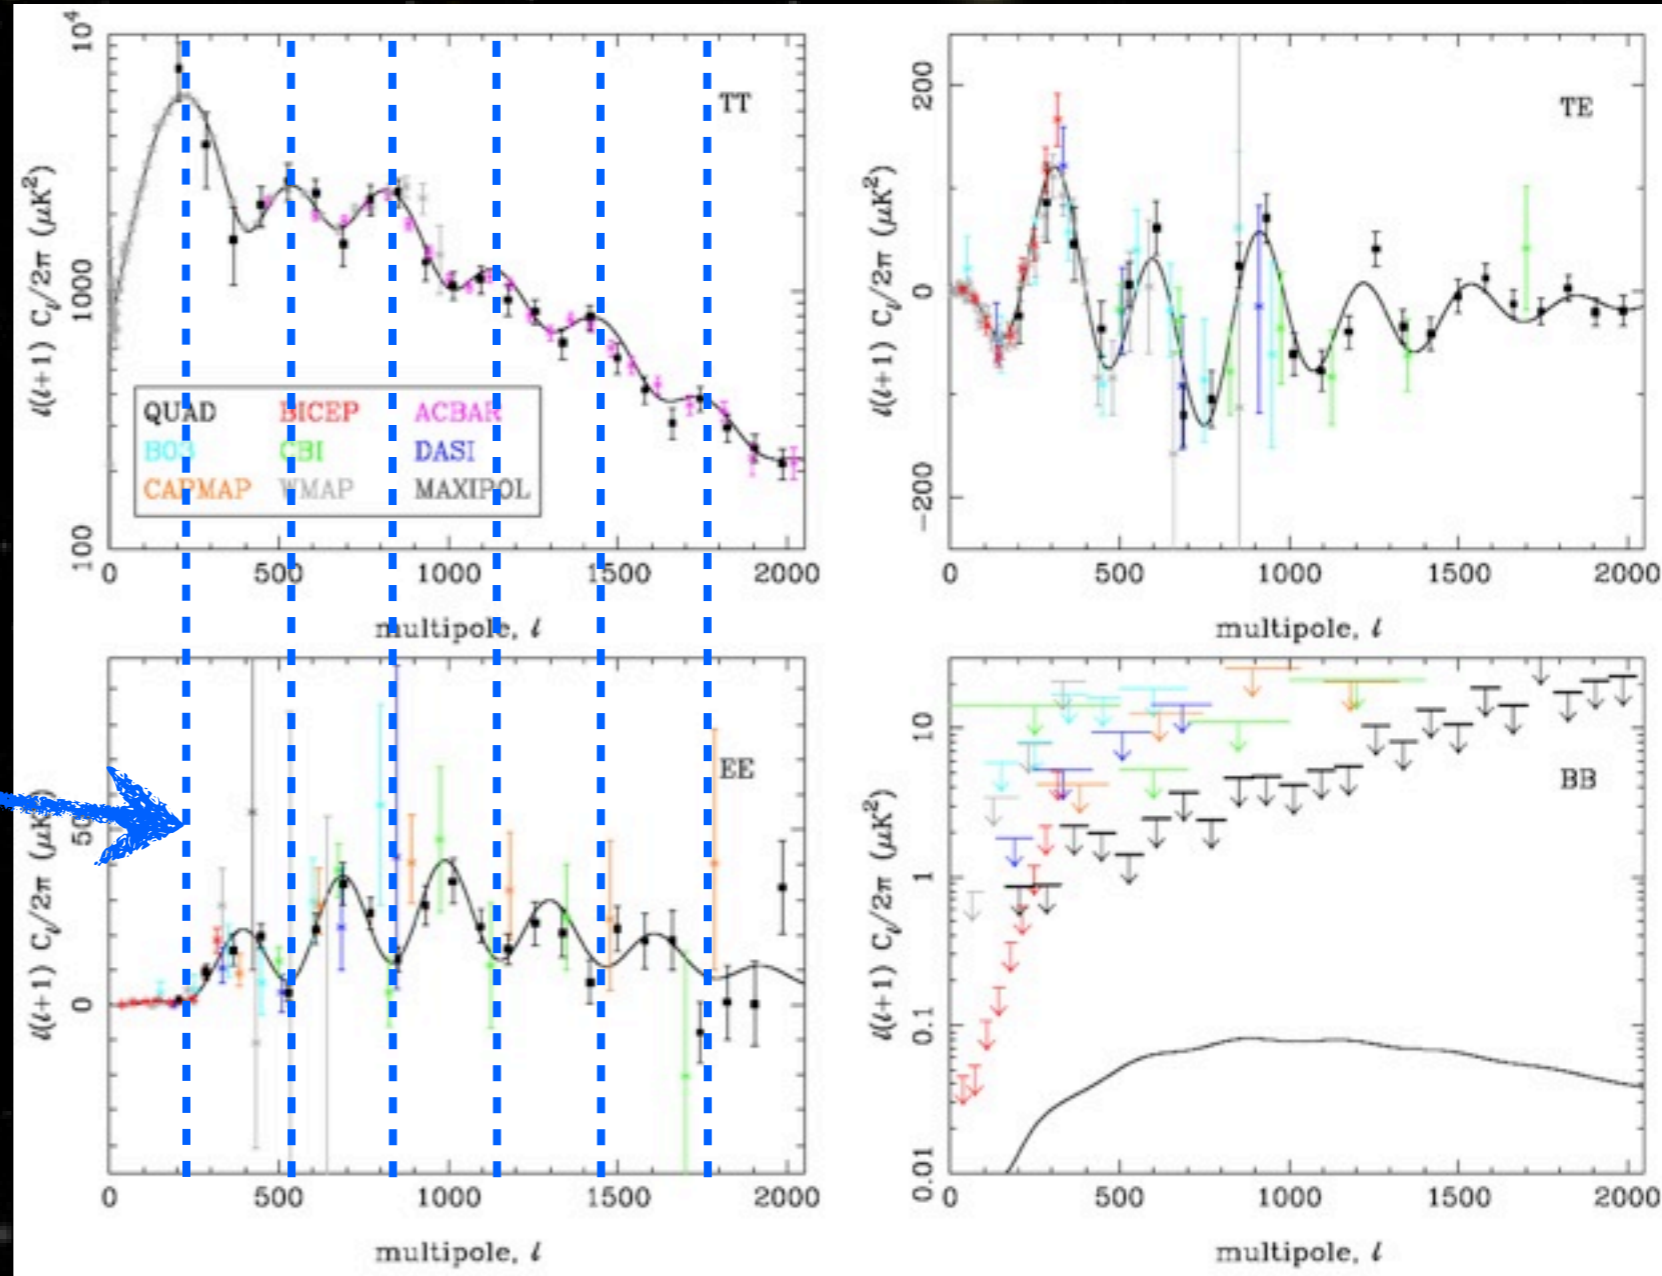 TT
10⁴
1000
100
ℓ(ℓ+1) Cℓ/2π (μK²)
QUAD BICEP ACBAR
B03 CBI DASI
CAPMAP WMAP MAXIPOL
0 500 1000 1500 2000
multipole, ℓ
TE
200
0
−200
ℓ(ℓ+1) Cℓ/2π (μK²)
0 500 1000 1500 2000
multipole, ℓ
EE
50
0
ℓ(ℓ+1) Cℓ/2π (μK²)
0 500 1000 1500 2000
multipole, ℓ
BB
10
1
0.1
0.01
ℓ(ℓ+1) Cℓ/2π (μK²)
0 500 1000 1500 2000
multipole, ℓ